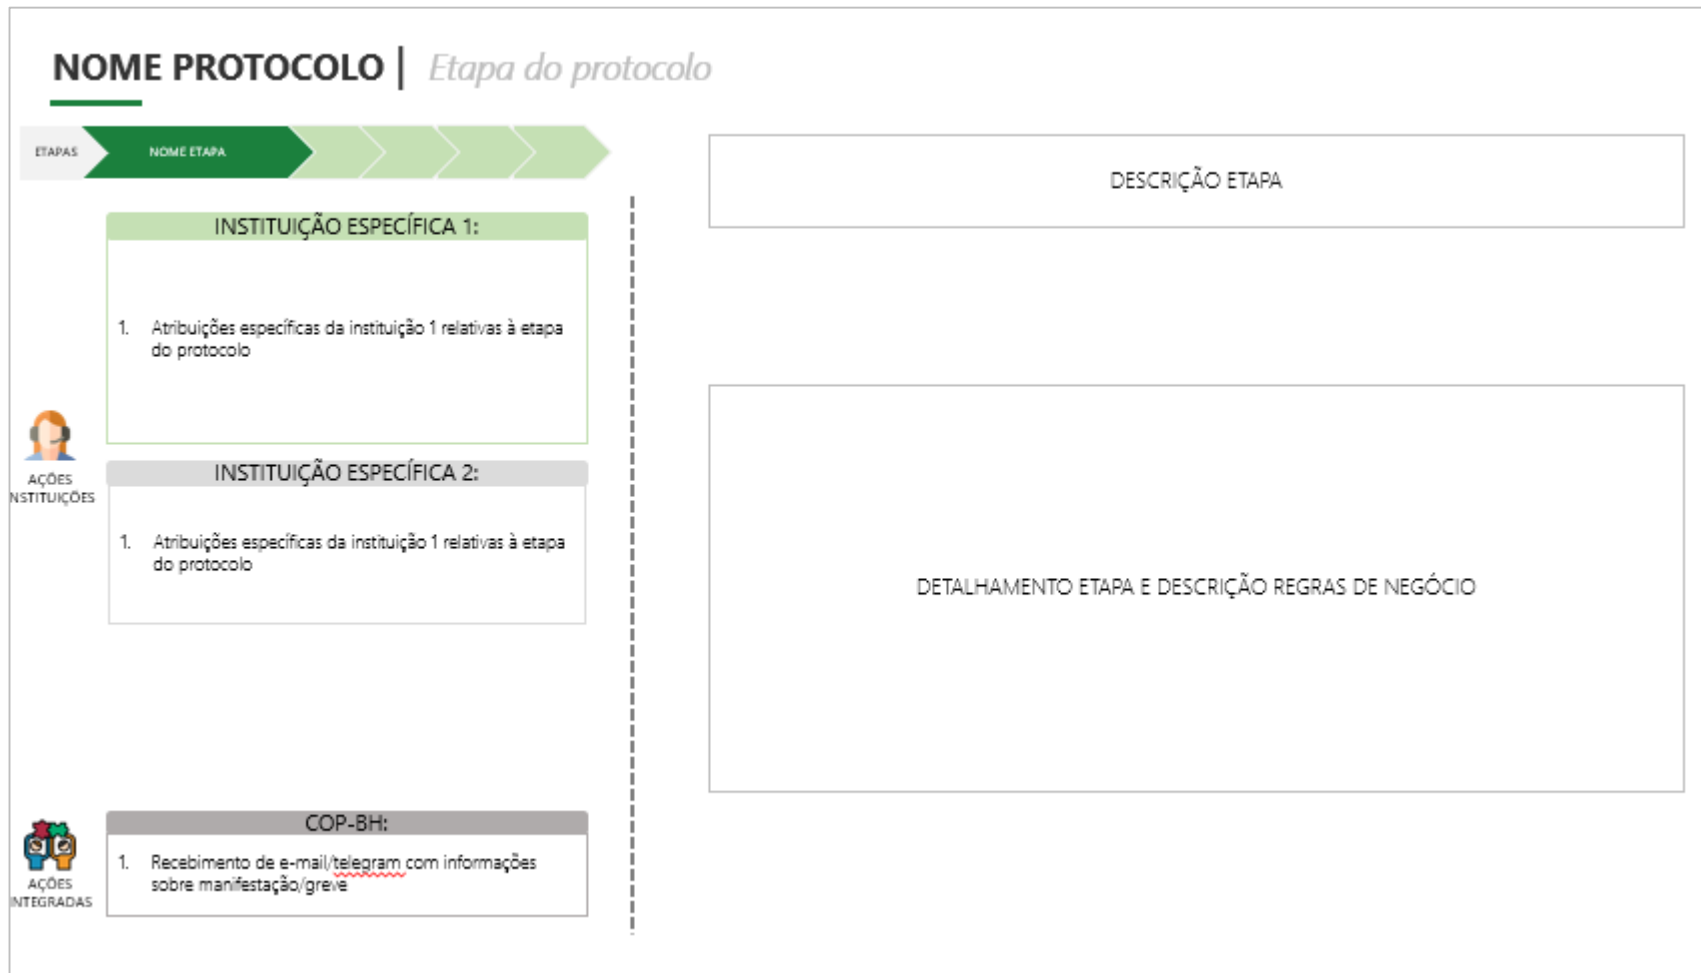 NOME PROTOCOLO | Etapa do protocolo
ETAPAS
NOME ETAPA
INSTITUIÇÃO ESPECÍFICA 1:
1. Atribuições específicas da instituição 1 relativas à etapa
do protocolo
AÇÕES
NSTITUIÇÕES
INSTITUIÇÃO ESPECÍFICA 2:
1. Atribuições específicas da instituição 1 relativas à etapa
do protocolo
AÇÕES
NTEGRADAS
COP-BH:
1. Recebimento de e-mail/telegram com informações
sobre manifestação/greve
DESCRIÇÃO ETAPA
DETALHAMENTO ETAPA E DESCRIÇÃO REGRAS DE NEGÓCIO